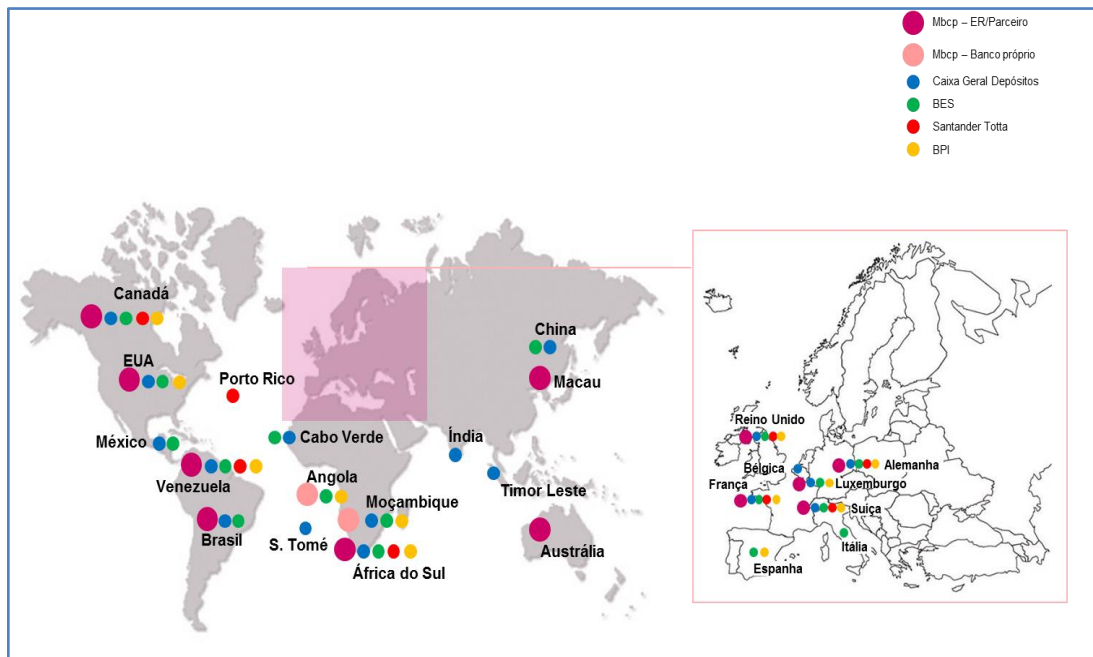 Mbcp – ER/Parceiro
Mbcp – Banco próprio
Caixa Geral Depósitos
BES
Santander Totta
BPI
Canadá
EUA
Porto Rico
México
Venezuela
Brasil
Cabo Verde
Angola
Moçambique
S. Tomé
África do Sul
Índia
Timor Leste
China
Macau
Austrália
Reino Unido
Bélgica
Alemanha
França
Luxemburgo
Suiça
Itália
Espanha